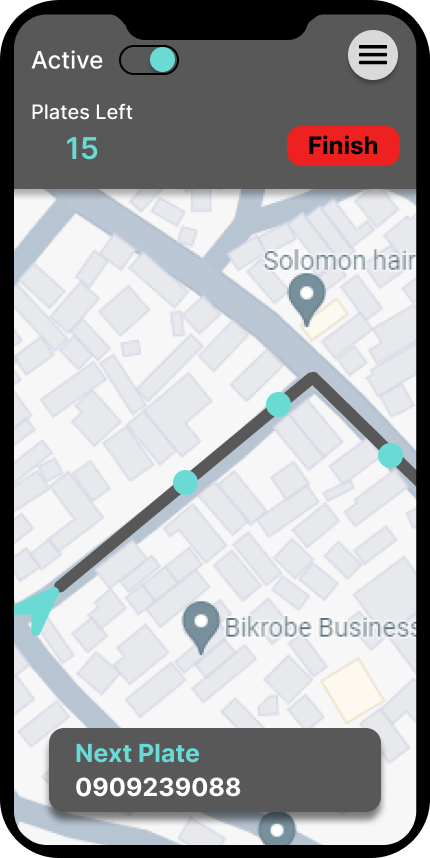 Active
Plates Left
15
Finish
Solomon hair
Bikrobe Business
Next Plate
0909239088